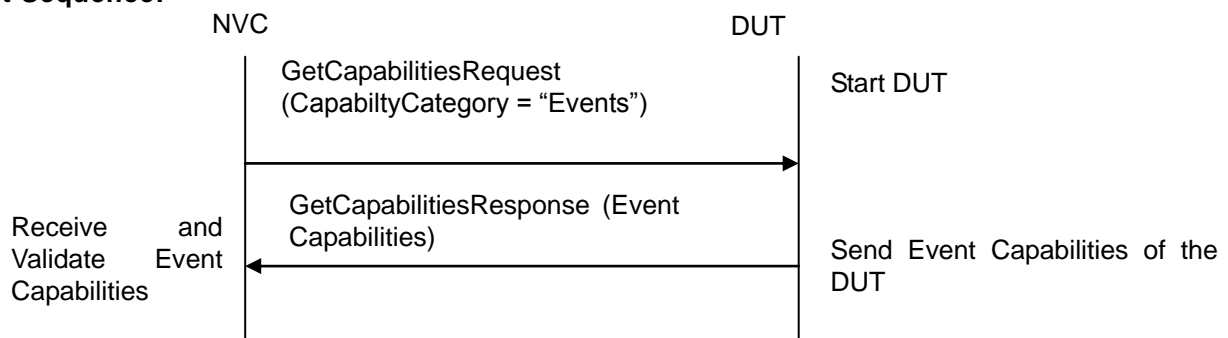 t Sequence:
NVC
DUT
GetCapabilitiesRequest
(CapabiltyCategory = “Events”)
Start DUT
GetCapabilitiesResponse (Event
Capabilities)
Receive and
Validate Event
Capabilities
Send Event Capabilities of the
DUT